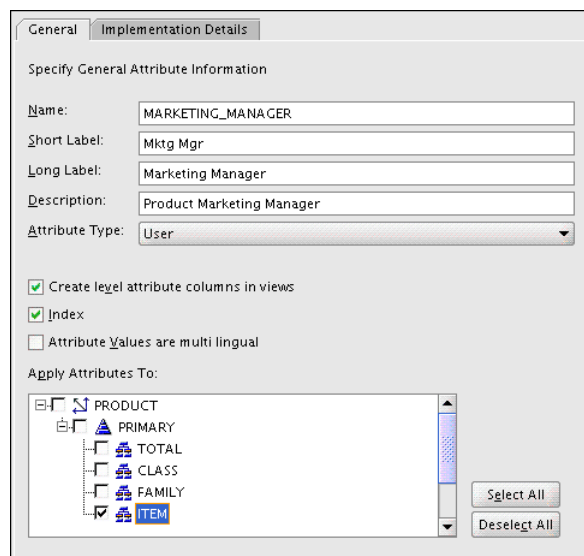 General Implementation Details
Specify General Attribute Information
Name: MARKETING_MANAGER
Short Label: Mktg Mgr
Long Label: Marketing Manager
Description: Product Marketing Manager
Attribute Type: User
Create level attribute columns in views
Index
Attribute Values are multi lingual
Apply Attributes To:
PRODUCT
PRIMARY
TOTAL
CLASS
FAMILY
ITEM
Select All
Deselect All